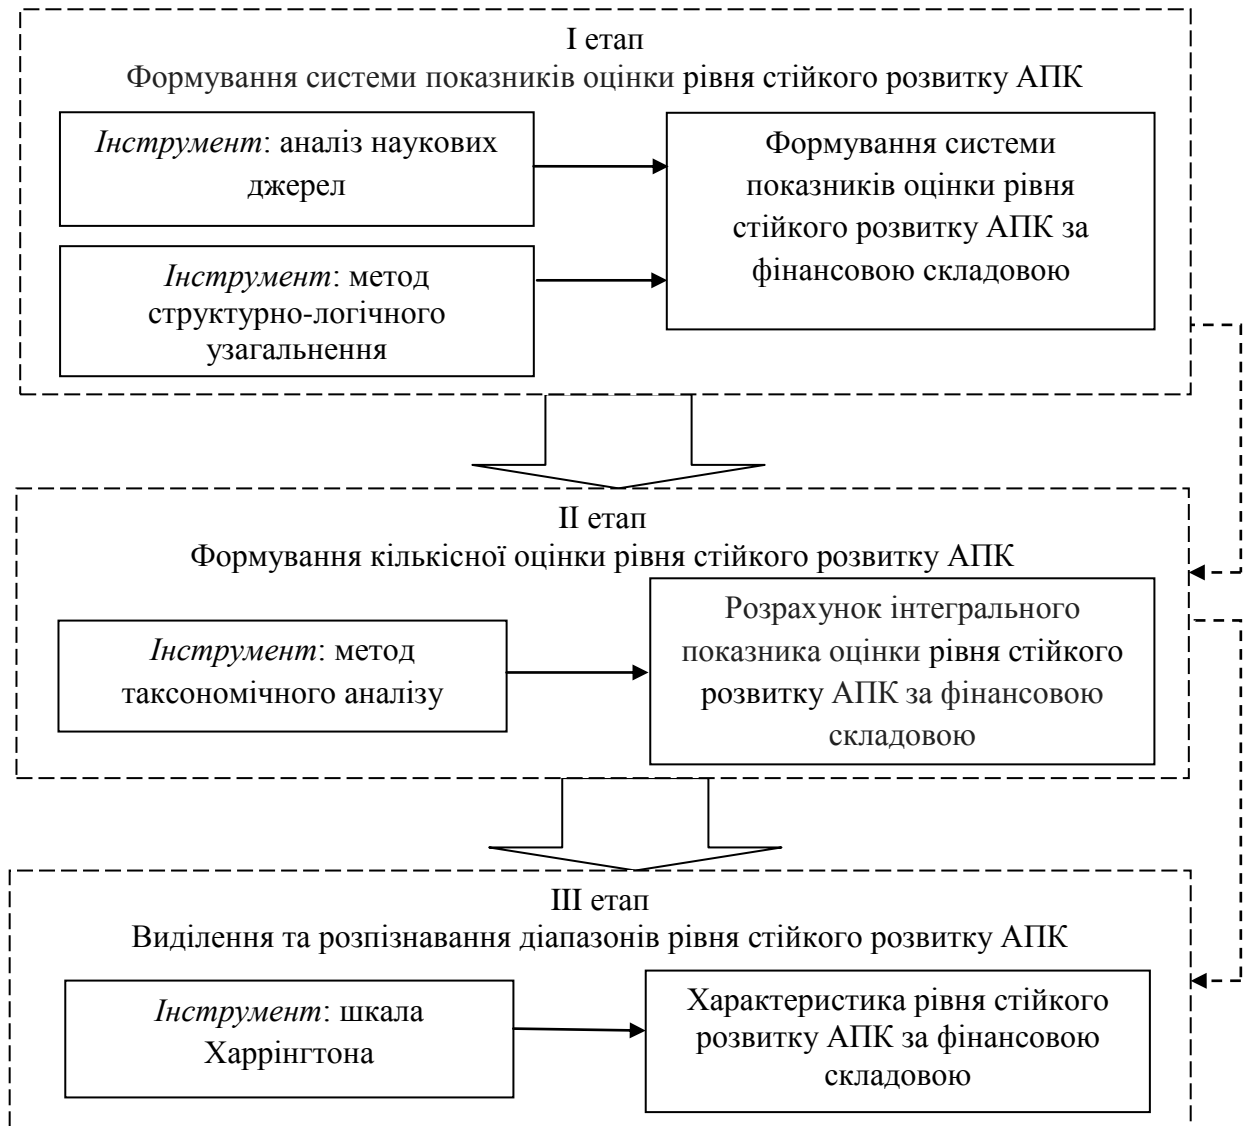 І етап
Формування системи показників оцінки рівня стійкого розвитку АПК
Інструмент: аналіз наукових
джерел
Формування системи
показників оцінки рівня
стійкого розвитку АПК за
фінансовою складовою
Інструмент: метод
структурно-логічного
узагальнення
ІІ етап
Формування кількісної оцінки рівня стійкого розвитку АПК
Інструмент: метод
таксономічного аналізу
Розрахунок інтегрального
показника оцінки рівня стійкого
розвитку АПК за фінансовою
складовою
ІІІ етап
Виділення та розпізнавання діапазонів рівня стійкого розвитку АПК
Інструмент: шкала
Харрінгтона
Характеристика рівня стійкого
розвитку АПК за фінансовою
складовою